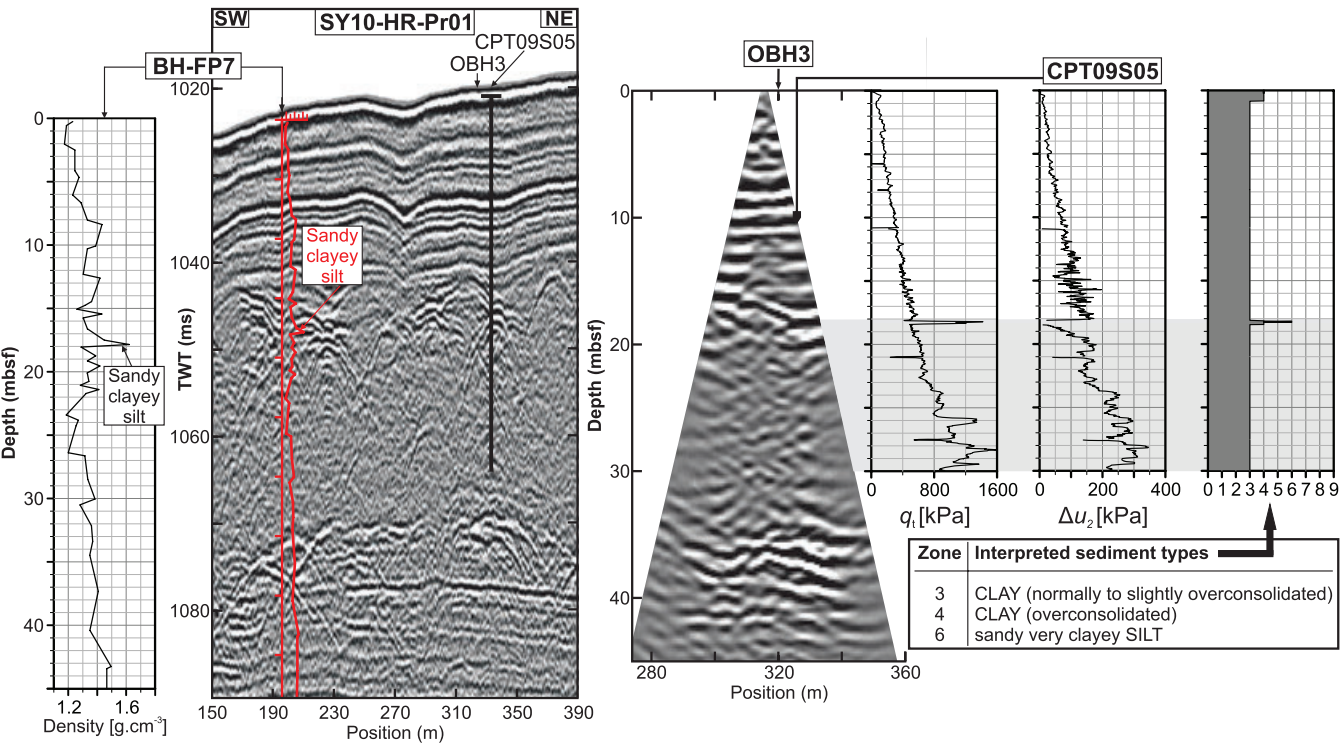 SW
SY10-HR-Pr01
NE
CPT09S05
OBH3
BH-FP7
1020
1040
1060
1080
TWT (ms)
Sandy
clayey
silt
150 190 230 270 310 350 390
Position (m)
0
10
20
30
40
Depth (mbsf)
Sandy
clayey
silt
1.2 1.6
Density [g.cm-3]
OBH3
CPT09S05
0
10
20
30
40
Depth (mbsf)
280 320 360
Position (m)
0 800 1600
qt [kPa]
0 200 400
Δu2 [kPa]
0 1 2 3 4 5 6 7 8 9
Zone Interpreted sediment types
3 CLAY (normally to slightly overconsolidated)
4 CLAY (overconsolidated)
6 sandy very clayey SILT